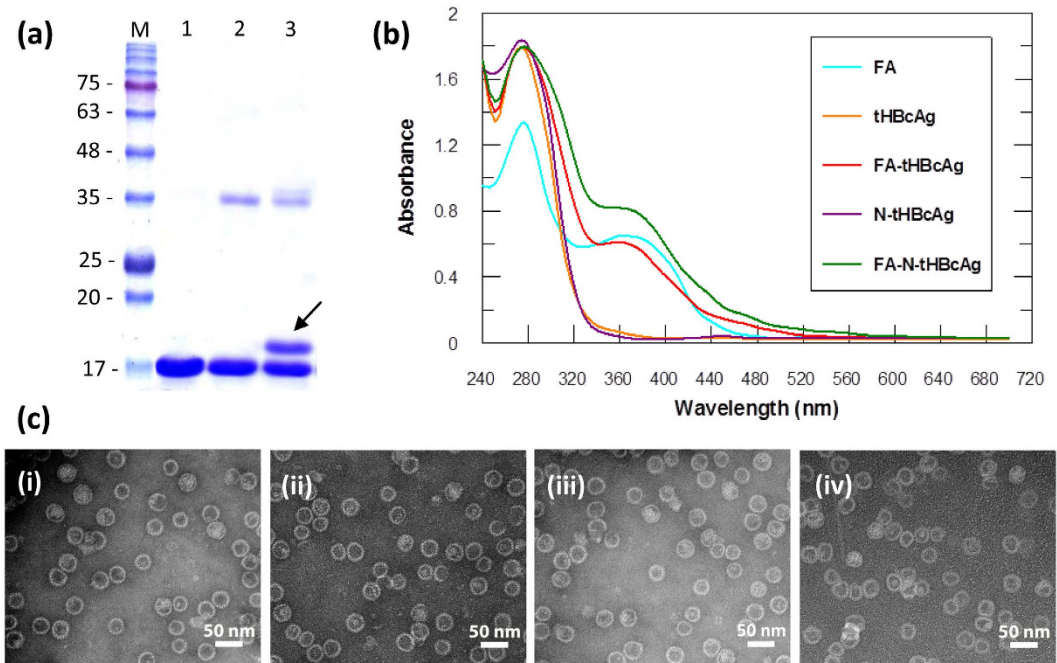 (a)
M 1 2 3
75 -
63 -
48 -
35 -
25 -
20 -
17 -
(b)
2
1.6
1.2
0.8
0.4
0
Absorbance
FA
tHBcAg
FA-tHBcAg
N-tHBcAg
FA-N-tHBcAg
240 280 320 360 400 440 480 520 560 600 640 680 720
Wavelength (nm)
(c)
(i)
50 nm
(ii)
50 nm
(iii)
50 nm
(iv)
50 nm